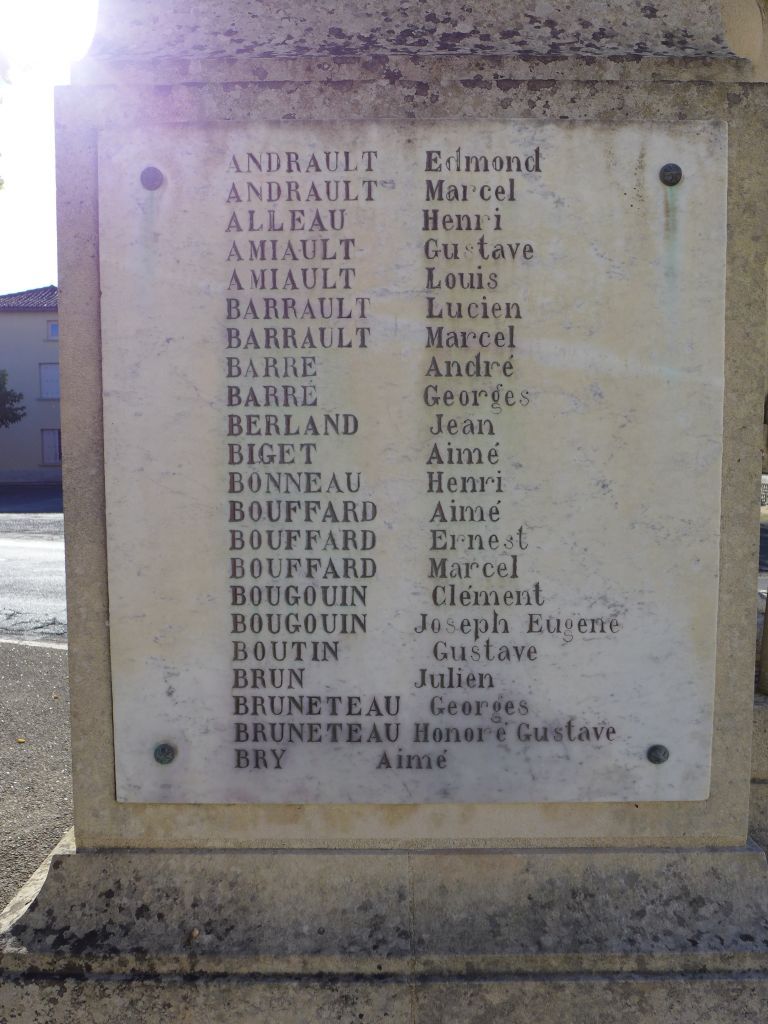 ANDRAULT Edmond
ANDRAULT Marcel
ALLEAU Henri
AMIAULT Gustave
AMIAULT Louis
BARRAULT Lucien
BARRAULT Marcel
BARRE André
BARRÉ Georges
BERLAND Jean
BIGET Aimé
BONNEAU Henri
BOUFFARD Aimé
BOUFFARD Ernest
BOUFFARD Marcel
BOUGOUIN Clément
BOUGOUIN Joseph Eugene
BOUTIN Gustave
BRUN Julien
BRUNETEAU Georges
BRUNETEAU Honoré Gustave
BRY Aimé